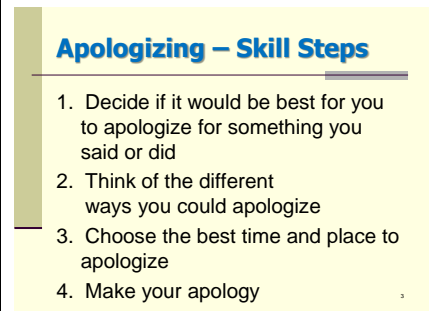 Apologizing – Skill Steps
1. Decide if it would be best for you
to apologize for something you
said or did
2. Think of the different
ways you could apologize
3. Choose the best time and place to
apologize
4. Make your apology
3